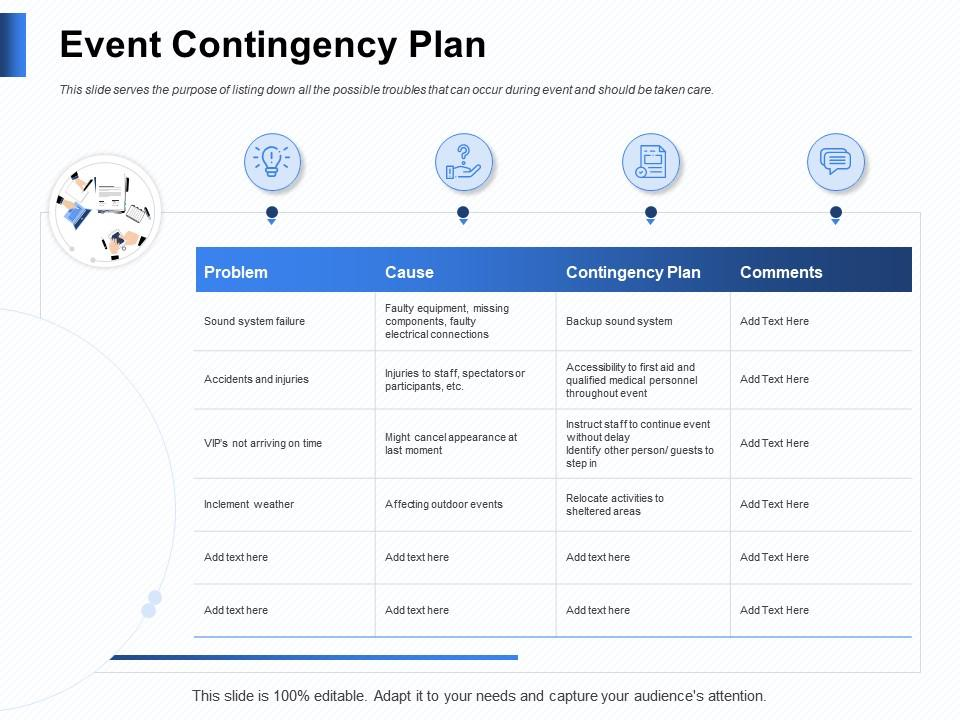 Event Contingency Plan
This slide serves the purpose of listing down all the possible troubles that can occur during event and should be taken care.
Problem
Cause
Contingency Plan
Comments
Sound system failure
Faulty equipment, missing
components, faulty
electrical connections
Backup sound system
Add Text Here
Accidents and injuries
Injuries to staff, spectators or
participants, etc.
Accessibility to first aid and
qualified medical personnel
throughout event
Add Text Here
VIP's not arriving on time
Might cancel appearance at
last moment
Instruct staff to continue event
without delay
Identify other person/ guests to
step in
Add Text Here
Inclement weather
Affecting outdoor events
Relocate activities to
sheltered areas
Add Text Here
Add text here
Add text here
Add text here
Add Text Here
Add text here
Add text here
Add text here
Add Text Here
This slide is 100% editable. Adapt it to your needs and capture your audience's attention.